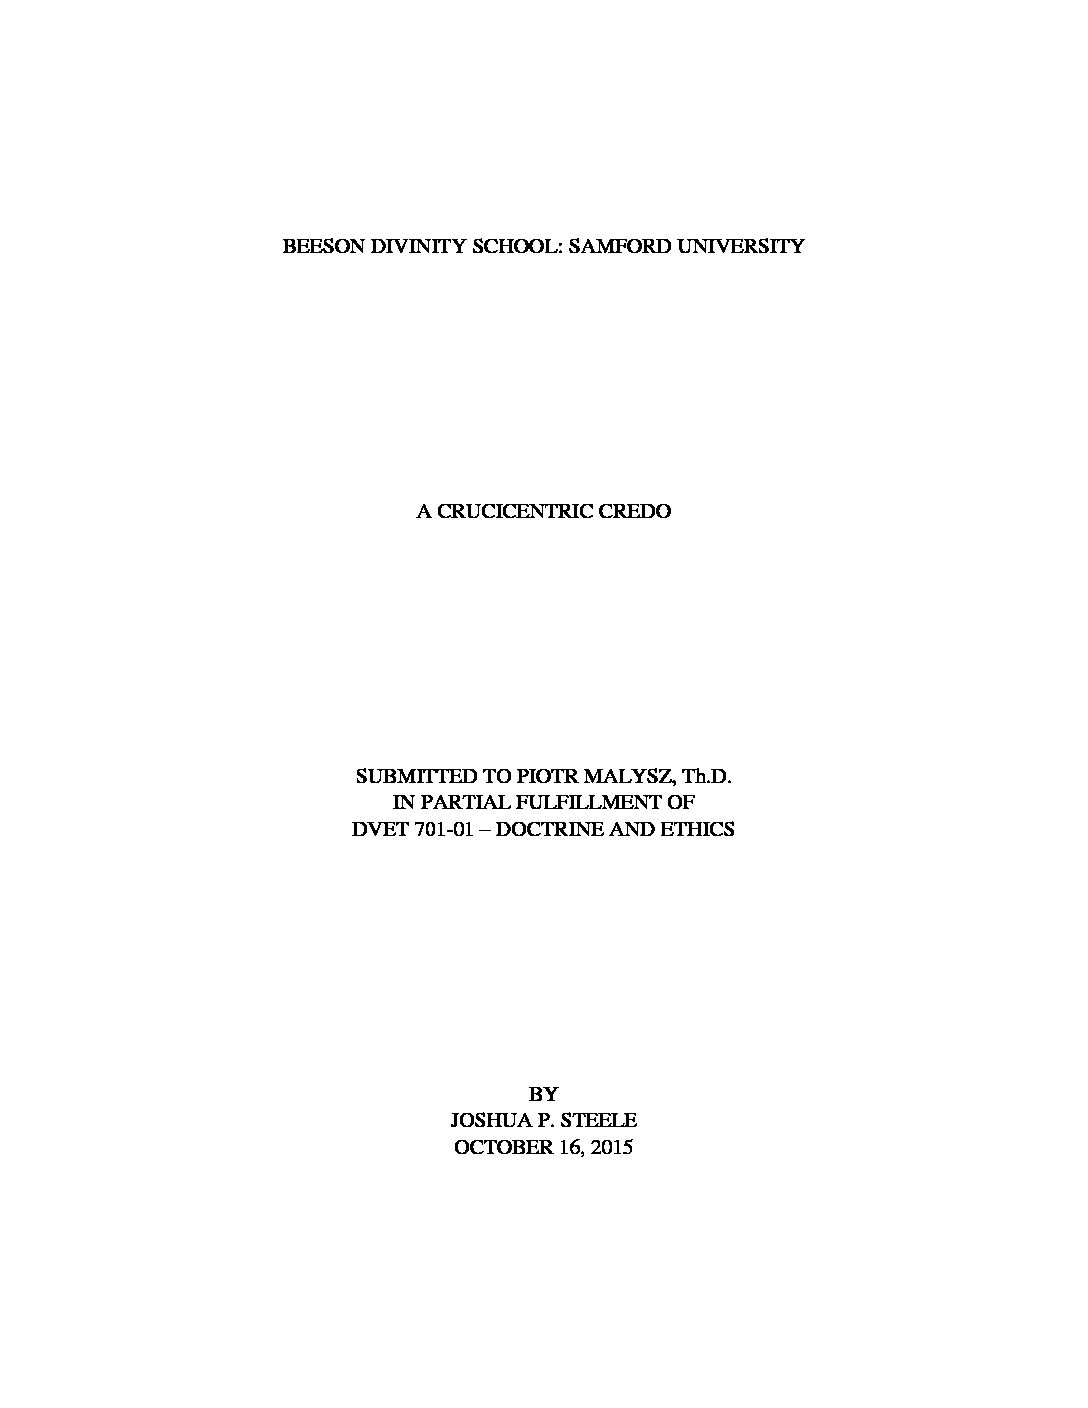 BEESON DIVINITY SCHOOL: SAMFORD UNIVERSITY
A CRUCICENTRIC CREDO
SUBMITTED TO PIOTR MALYSZ, Th.D.
IN PARTIAL FULFILLMENT OF
DVET 701-01 – DOCTRINE AND ETHICS
BY
JOSHUA P. STEELE
OCTOBER 16, 2015